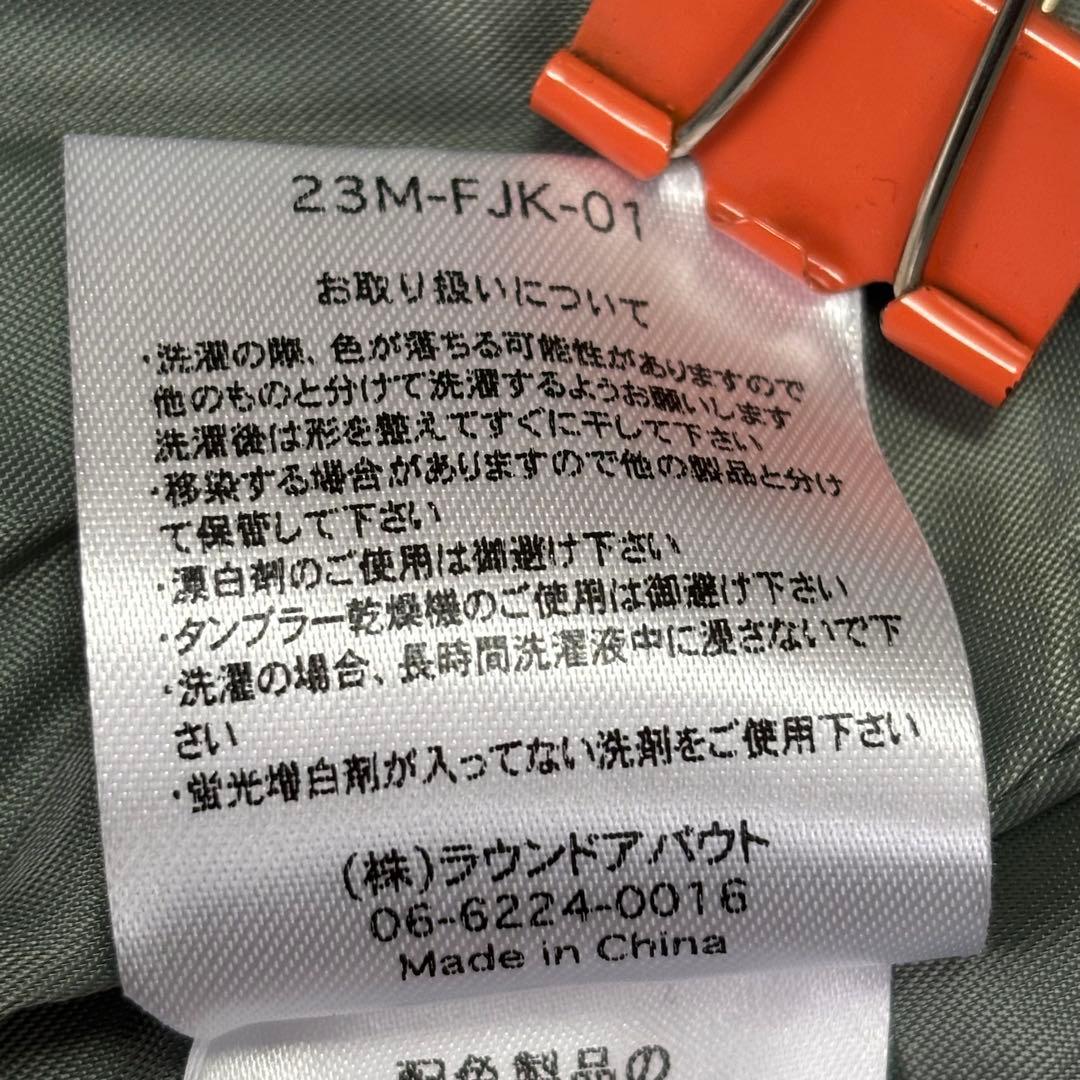 23M-FJK-01
お取り扱いについて
・洗濯の際、色が落ちる可能性がありますので
他のものと分けて洗濯するようお願いします
洗濯後は形を整えてすぐに干して下さい
・移染する場合がありますので他の製品と分け
て保管して下さい
・漂白剤のご使用は御避け下さい
・タンブラー乾燥機のご使用は御避け下さい
・洗濯の場合、長時間洗濯液中に浸さないで下
さい
・蛍光増白剤が入ってない洗剤をご使用下さい
(株)ラウンドアバウト
06-6224-0016
Made in China
配色製品の